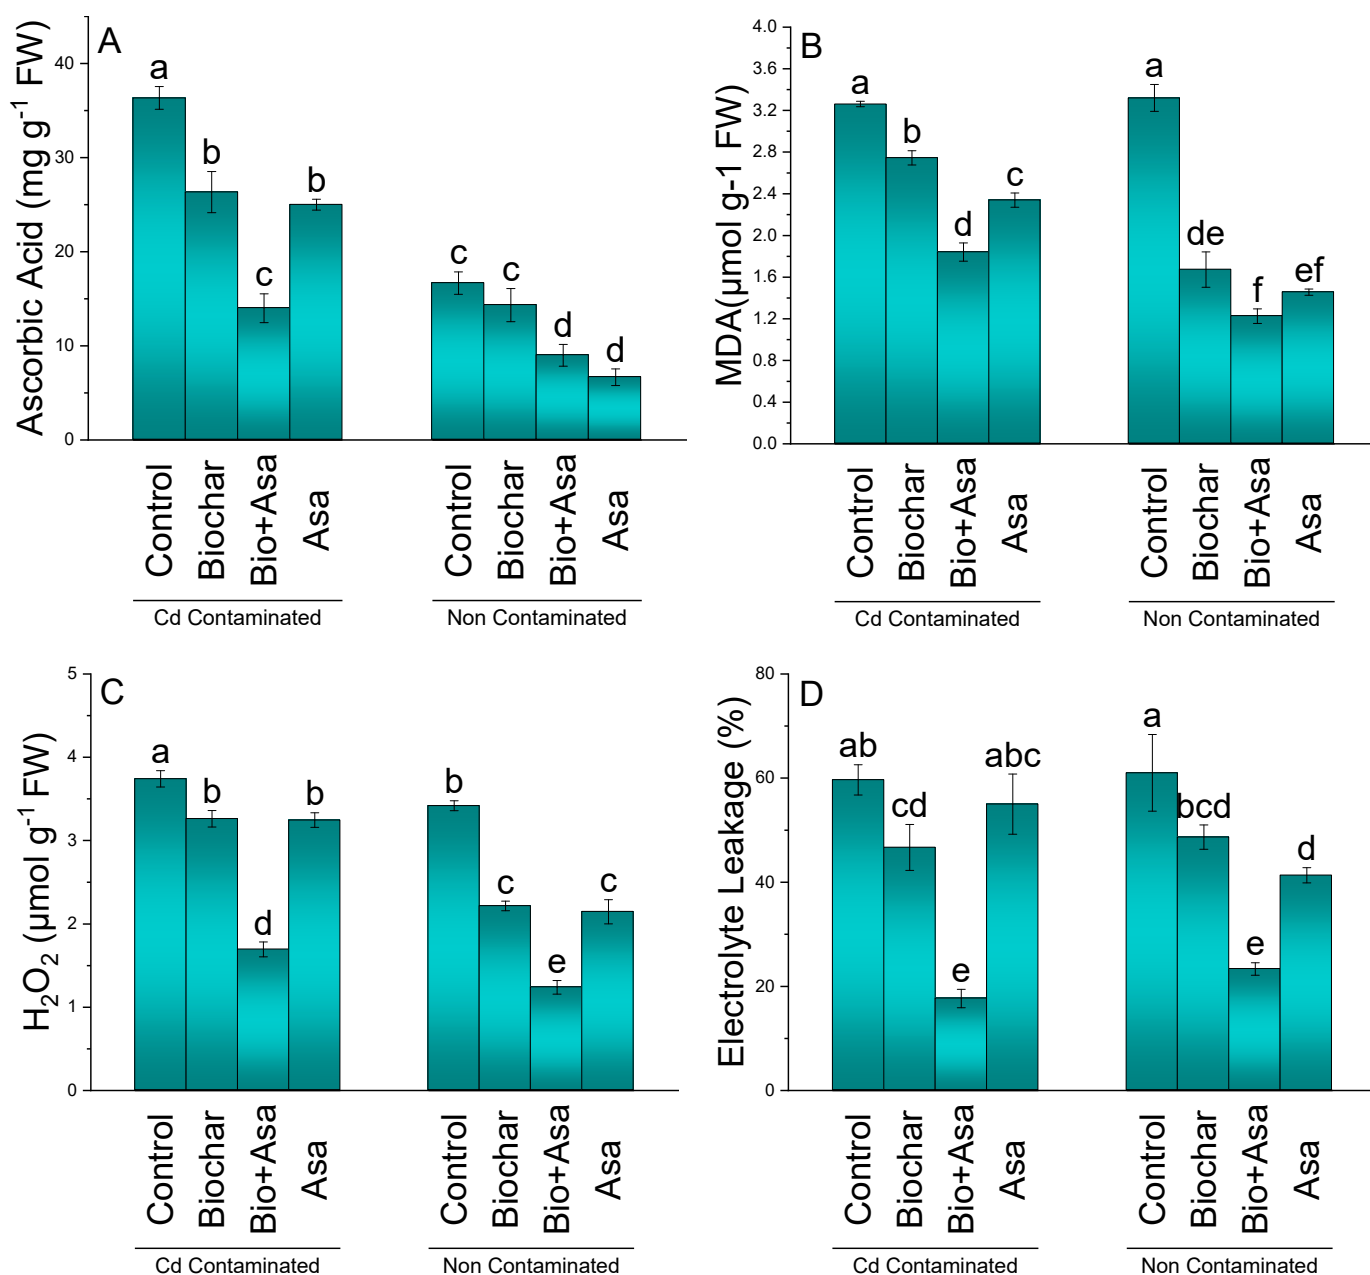 A
Ascorbic Acid (mg g⁻¹ FW)
40
30
20
10
0
a
b
c
b
c
c
d
d
Control
Biochar
Bio+Asa
Asa
Control
Biochar
Bio+Asa
Asa
Cd Contaminated
Non Contaminated
B
MDA(μmol g-1 FW)
4.0
3.6
3.2
2.8
2.4
2.0
1.6
1.2
0.8
0.4
0.0
a
b
d
c
a
de
f
ef
Control
Biochar
Bio+Asa
Asa
Control
Biochar
Bio+Asa
Asa
Cd Contaminated
Non Contaminated
C
H₂O₂ (μmol g⁻¹ FW)
5
4
3
2
1
0
a
b
d
b
b
c
e
c
Control
Biochar
Bio+Asa
Asa
Control
Biochar
Bio+Asa
Asa
Cd Contaminated
Non Contaminated
D
Electrolyte Leakage (%)
80
60
40
20
0
ab
cd
e
abc
a
bcd
e
d
Control
Biochar
Bio+Asa
Asa
Control
Biochar
Bio+Asa
Asa
Cd Contaminated
Non Contaminated